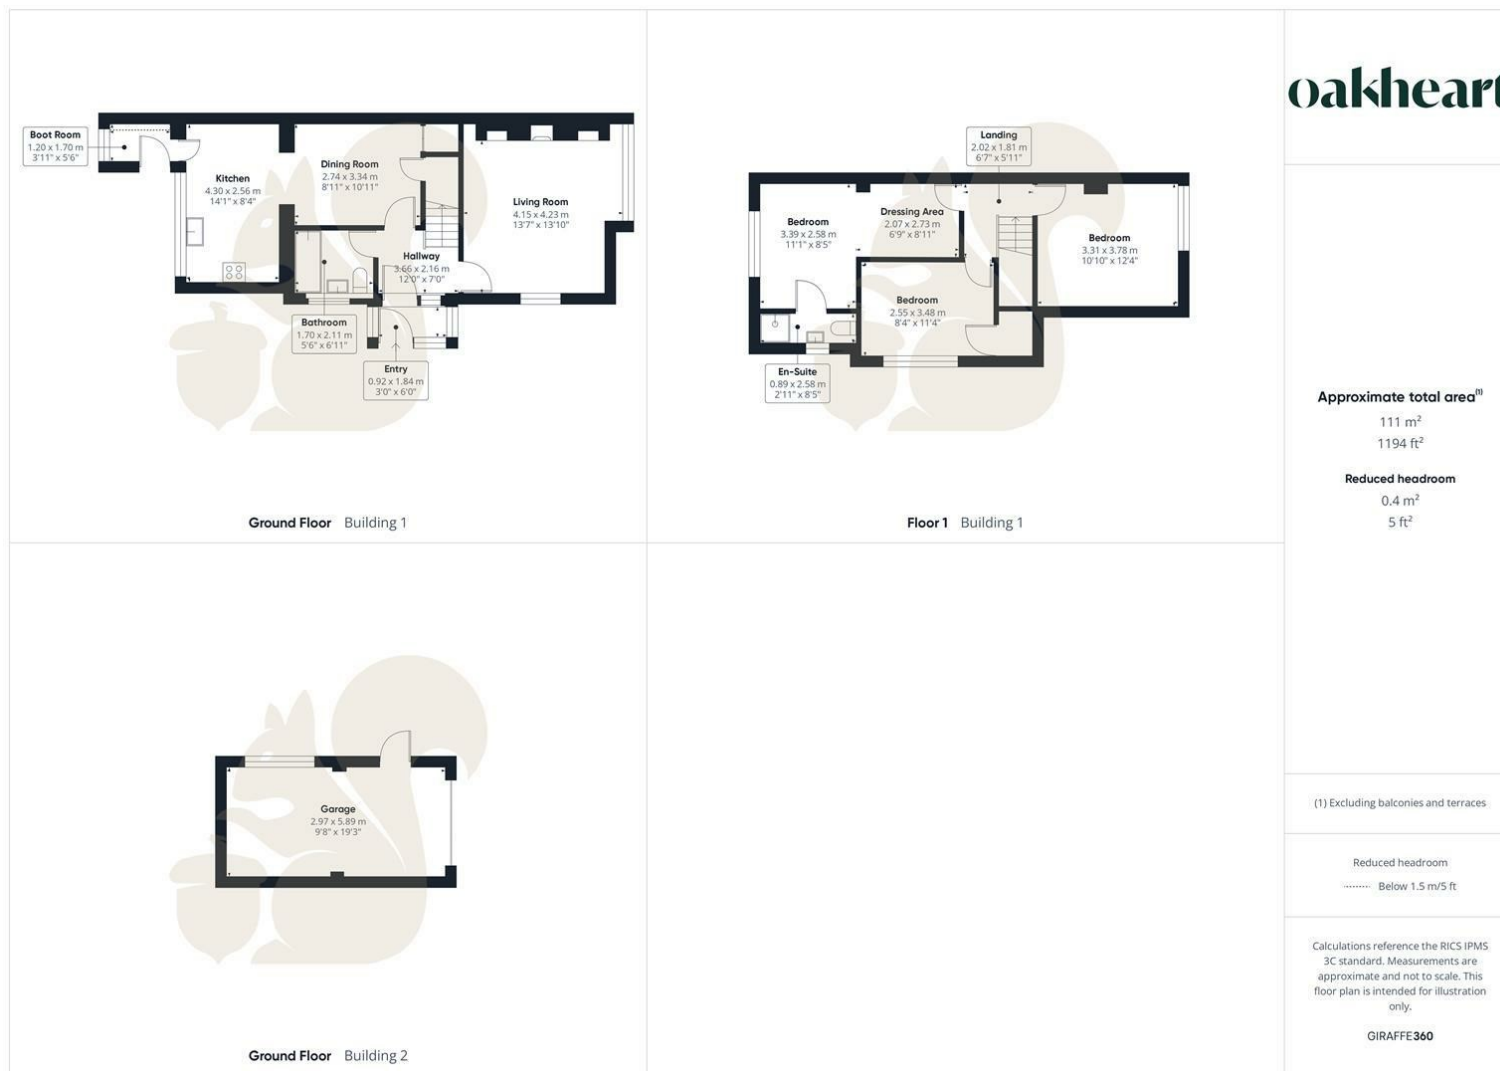 Boot Room
1.20 x 1.70 m
3'11" x 5'6"
Kitchen
4.30 x 2.56 m
14'1" x 8'4"
Dining Room
2.74 x 3.34 m
8'11" x 10'11"
Living Room
4.15 x 4.23 m
13'7" x 13'10"
Hallway
3.66 x 2.16 m
12'0" x 7'0"
Bathroom
1.70 x 2.11 m
5'6" x 6'11"
Entry
0.92 x 1.84 m
3'0" x 6'0"
Ground Floor Building 1
Landing
2.02 x 1.81 m
6'7" x 5'11"
Bedroom
3.39 x 2.58 m
11'1" x 8'5"
Dressing Area
2.07 x 2.73 m
6'9" x 8'11"
Bedroom
3.31 x 3.78 m
10'10" x 12'4"
Bedroom
2.55 x 3.48 m
8'4" x 11'4"
En-Suite
0.89 x 2.58 m
2'11" x 8'5"
Floor 1 Building 1
Garage
2.97 x 5.89 m
9'8" x 19'3"
Ground Floor Building 2
oakheart
Approximate total area(1)
111 m²
1194 ft²
Reduced headroom
0.4 m²
5 ft²
(1) Excluding balconies and terraces
Reduced headroom
Below 1.5 m/5 ft
Calculations reference the RICS IPMS
3C standard. Measurements are
approximate and not to scale. This
floor plan is intended for illustration
only.
GIRAFFE360